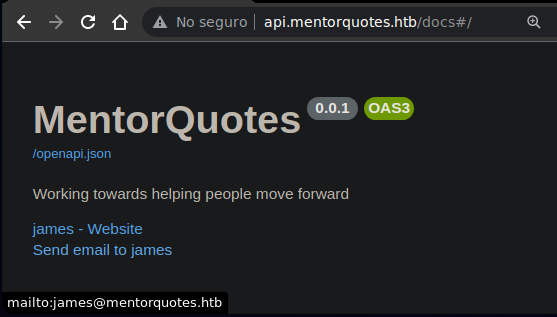 No seguro api.mentorquotes.htb/docs#/
MentorQuotes 0.0.1 OAS3
/openapi.json
Working towards helping people move forward
james - Website
Send email to james
mailto:james@mentorquotes.htb